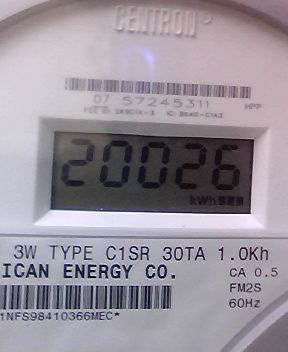 CENTRON®
07 57245311
20026
kWh
3W TYPE C1SR 30TA 1.0Kh
ICAN ENERGY CO.
CA 0.5
FM2S
60Hz
1NFS98410366MEC*